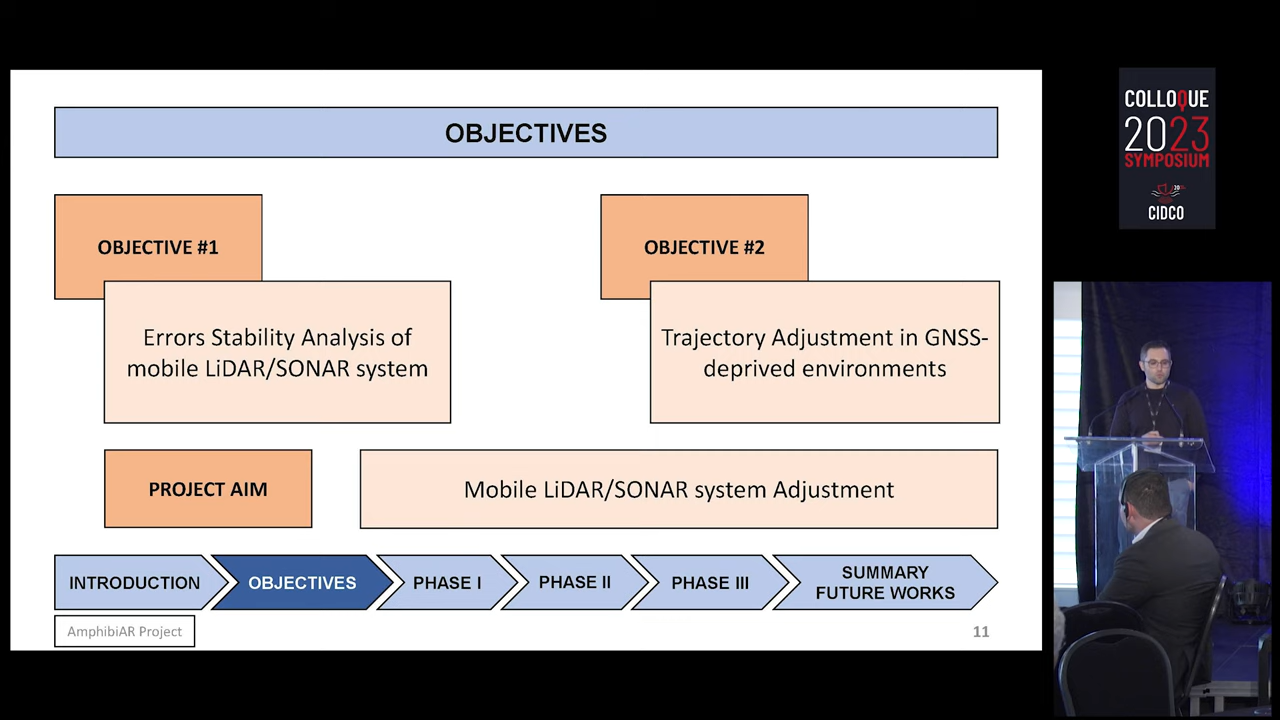 OBJECTIVES
OBJECTIVE #1
Errors Stability Analysis of
mobile LiDAR/SONAR system
OBJECTIVE #2
Trajectory Adjustment in GNSS-
deprived environments
PROJECT AIM
Mobile LiDAR/SONAR system Adjustment
INTRODUCTION
OBJECTIVES
PHASE I
PHASE II
PHASE III
SUMMARY
FUTURE WORKS
AmphibiAR Project
11
COLLOQUE
2023
SYMPOSIUM
CIDCO